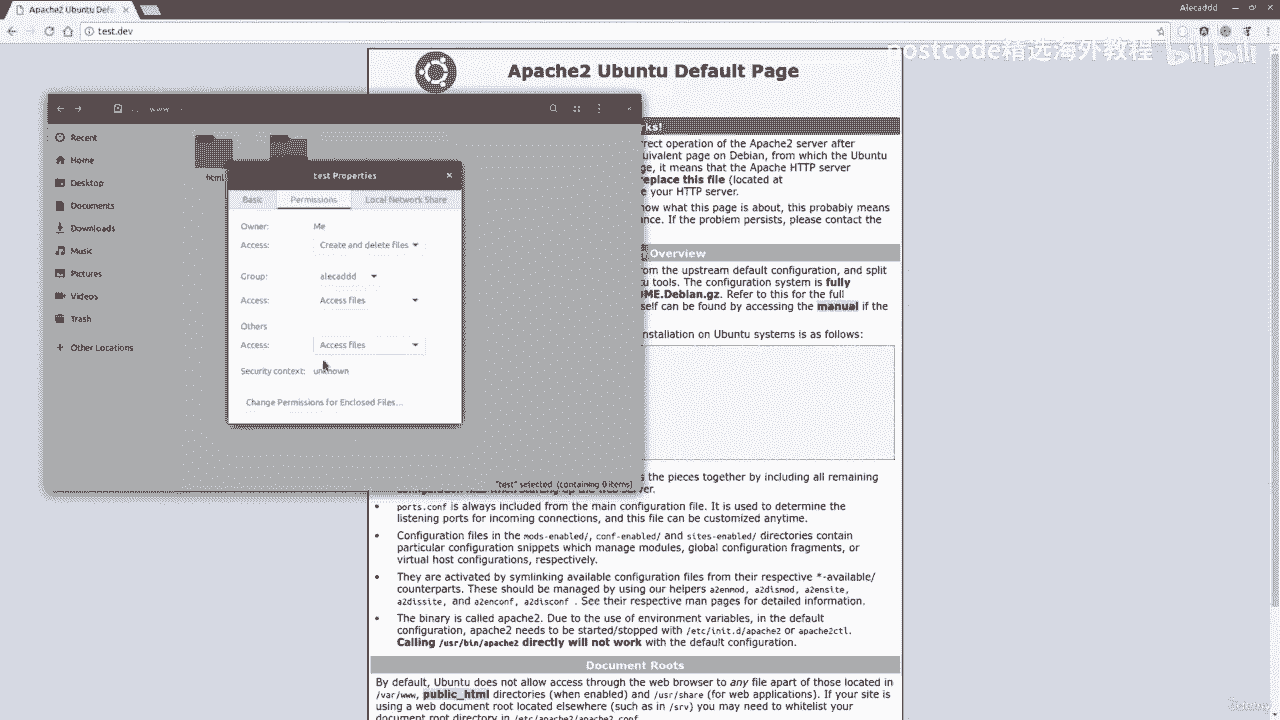 Apache2 Ubuntu Def
Alecaddd
test.dev
postcode精选海外教程
bilibili
Apache2 Ubuntu Default Page
ks!
rrect operation of the Apache2 server after
uivalent page on Debian, from which the Ubuntu
ge, it means that the Apache HTTP server
replace this file (located at
e your HTTP server.
now what this page is about, this probably means
nce. If the problem persists, please contact the
Overview
om the upstream default configuration, and split
tu tools. The configuration system is fully
ME.Debian.gz. Refer to this for the full
self can be found by accessing the manual if the
nstallation on Ubuntu systems is as follows:
www
Recent
Home
Desktop
Documents
Downloads
Music
Pictures
Videos
Trash
Other Locations
html
test Properties
Basic
Permissions
Local Network Share
Owner:
Me
Access:
Create and delete files
Group:
alecaddd
Access:
Access files
Others
Access:
Access files
Security context:
unknown
Change Permissions for Enclosed Files...
"test" selected (containing 0 items)
s the pieces together by including all remaining
configuration files when starting up the web server.
ports.conf is always included from the main configuration file. It is used to determine the
listening ports for incoming connections, and this file can be customized anytime.
Configuration files in the mods-enabled/, conf-enabled/ and sites-enabled/ directories contain
particular configuration snippets which manage modules, global configuration fragments, or
virtual host configurations, respectively.
They are activated by symlinking available configuration files from their respective *-available/
counterparts. These should be managed by using our helpers a2enmod, a2dismod, a2ensite,
a2dissite, and a2enconf, a2disconf . See their respective man pages for detailed information.
The binary is called apache2. Due to the use of environment variables, in the default
configuration, apache2 needs to be started/stopped with /etc/init.d/apache2 or apache2ctl.
Calling /usr/bin/apache2 directly will not work with the default configuration.
Document Roots
By default, Ubuntu does not allow access through the web browser to any file apart of those located in
/var/www, public_html directories (when enabled) and /usr/share (for web applications). If your site is
using a web document root located elsewhere (such as in /srv) you may need to whitelist your
document root directory in /etc/apache2/apache2.conf.